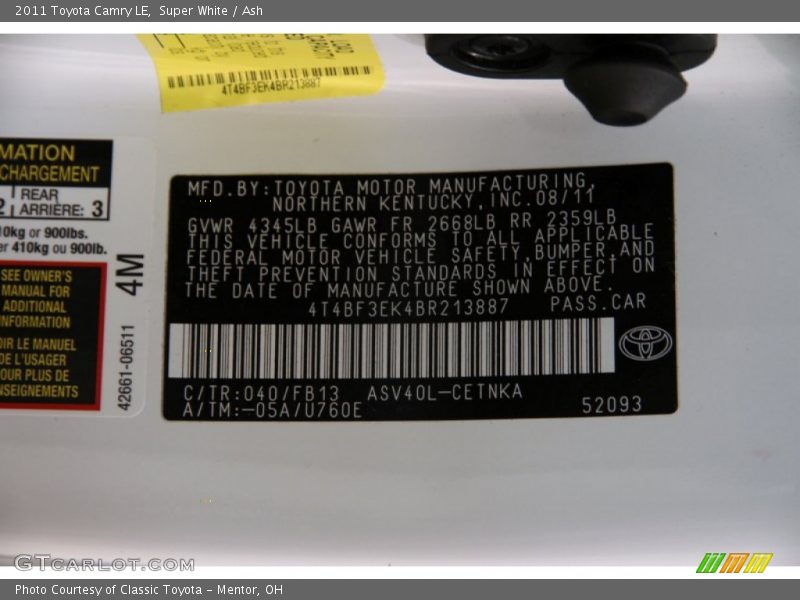 2011 Toyota Camry LE, Super White / Ash
4T4BF3EK4BR213887
MATION
CHARGEMENT
2 REAR
ARRIÈRE: 3
10kg or 900lbs.
er 410kg ou 900lb.
SEE OWNER'S
MANUAL FOR
ADDITIONAL
INFORMATION
OIR LE MANUEL
DE L'USAGER
OUR PLUS DE
NSEIGNEMENTS
4M
42661-06511
MFD.BY:TOYOTA MOTOR MANUFACTURING,
NORTHERN KENTUCKY,INC.08/11
GVWR 4345LB GAWR FR 2668LB RR 2359LB
THIS VEHICLE CONFORMS TO ALL APPLICABLE
FEDERAL MOTOR VEHICLE SAFETY,BUMPER,AND
THEFT PREVENTION STANDARDS IN EFFECT ON
THE DATE OF MANUFACTURE SHOWN ABOVE.
4T4BF3EK4BR213887 PASS.CAR
C/TR:040/FB13 ASV40L-CETNKA
A/TM:-05A/U760E 52093
GTCARLOT.COM
Photo Courtesy of Classic Toyota - Mentor, OH